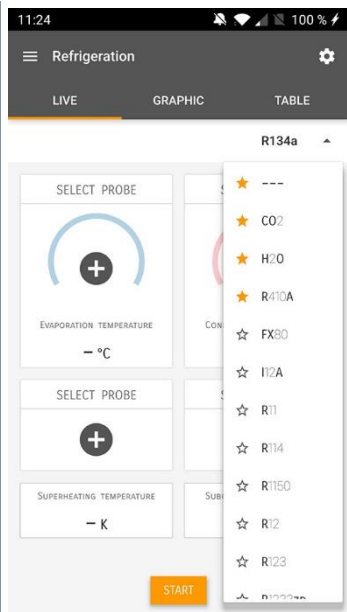 11:24
100 %
Refrigeration
LIVE GRAPHIC TABLE
R134a
SELECT PROBE
EVAPORATION TEMPERATURE
– °C
SELECT PROBE
SUPERHEATING TEMPERATURE
– K
START
---
CO2
H2O
R410A
FX80
I12A
R11
R114
R1150
R12
R123